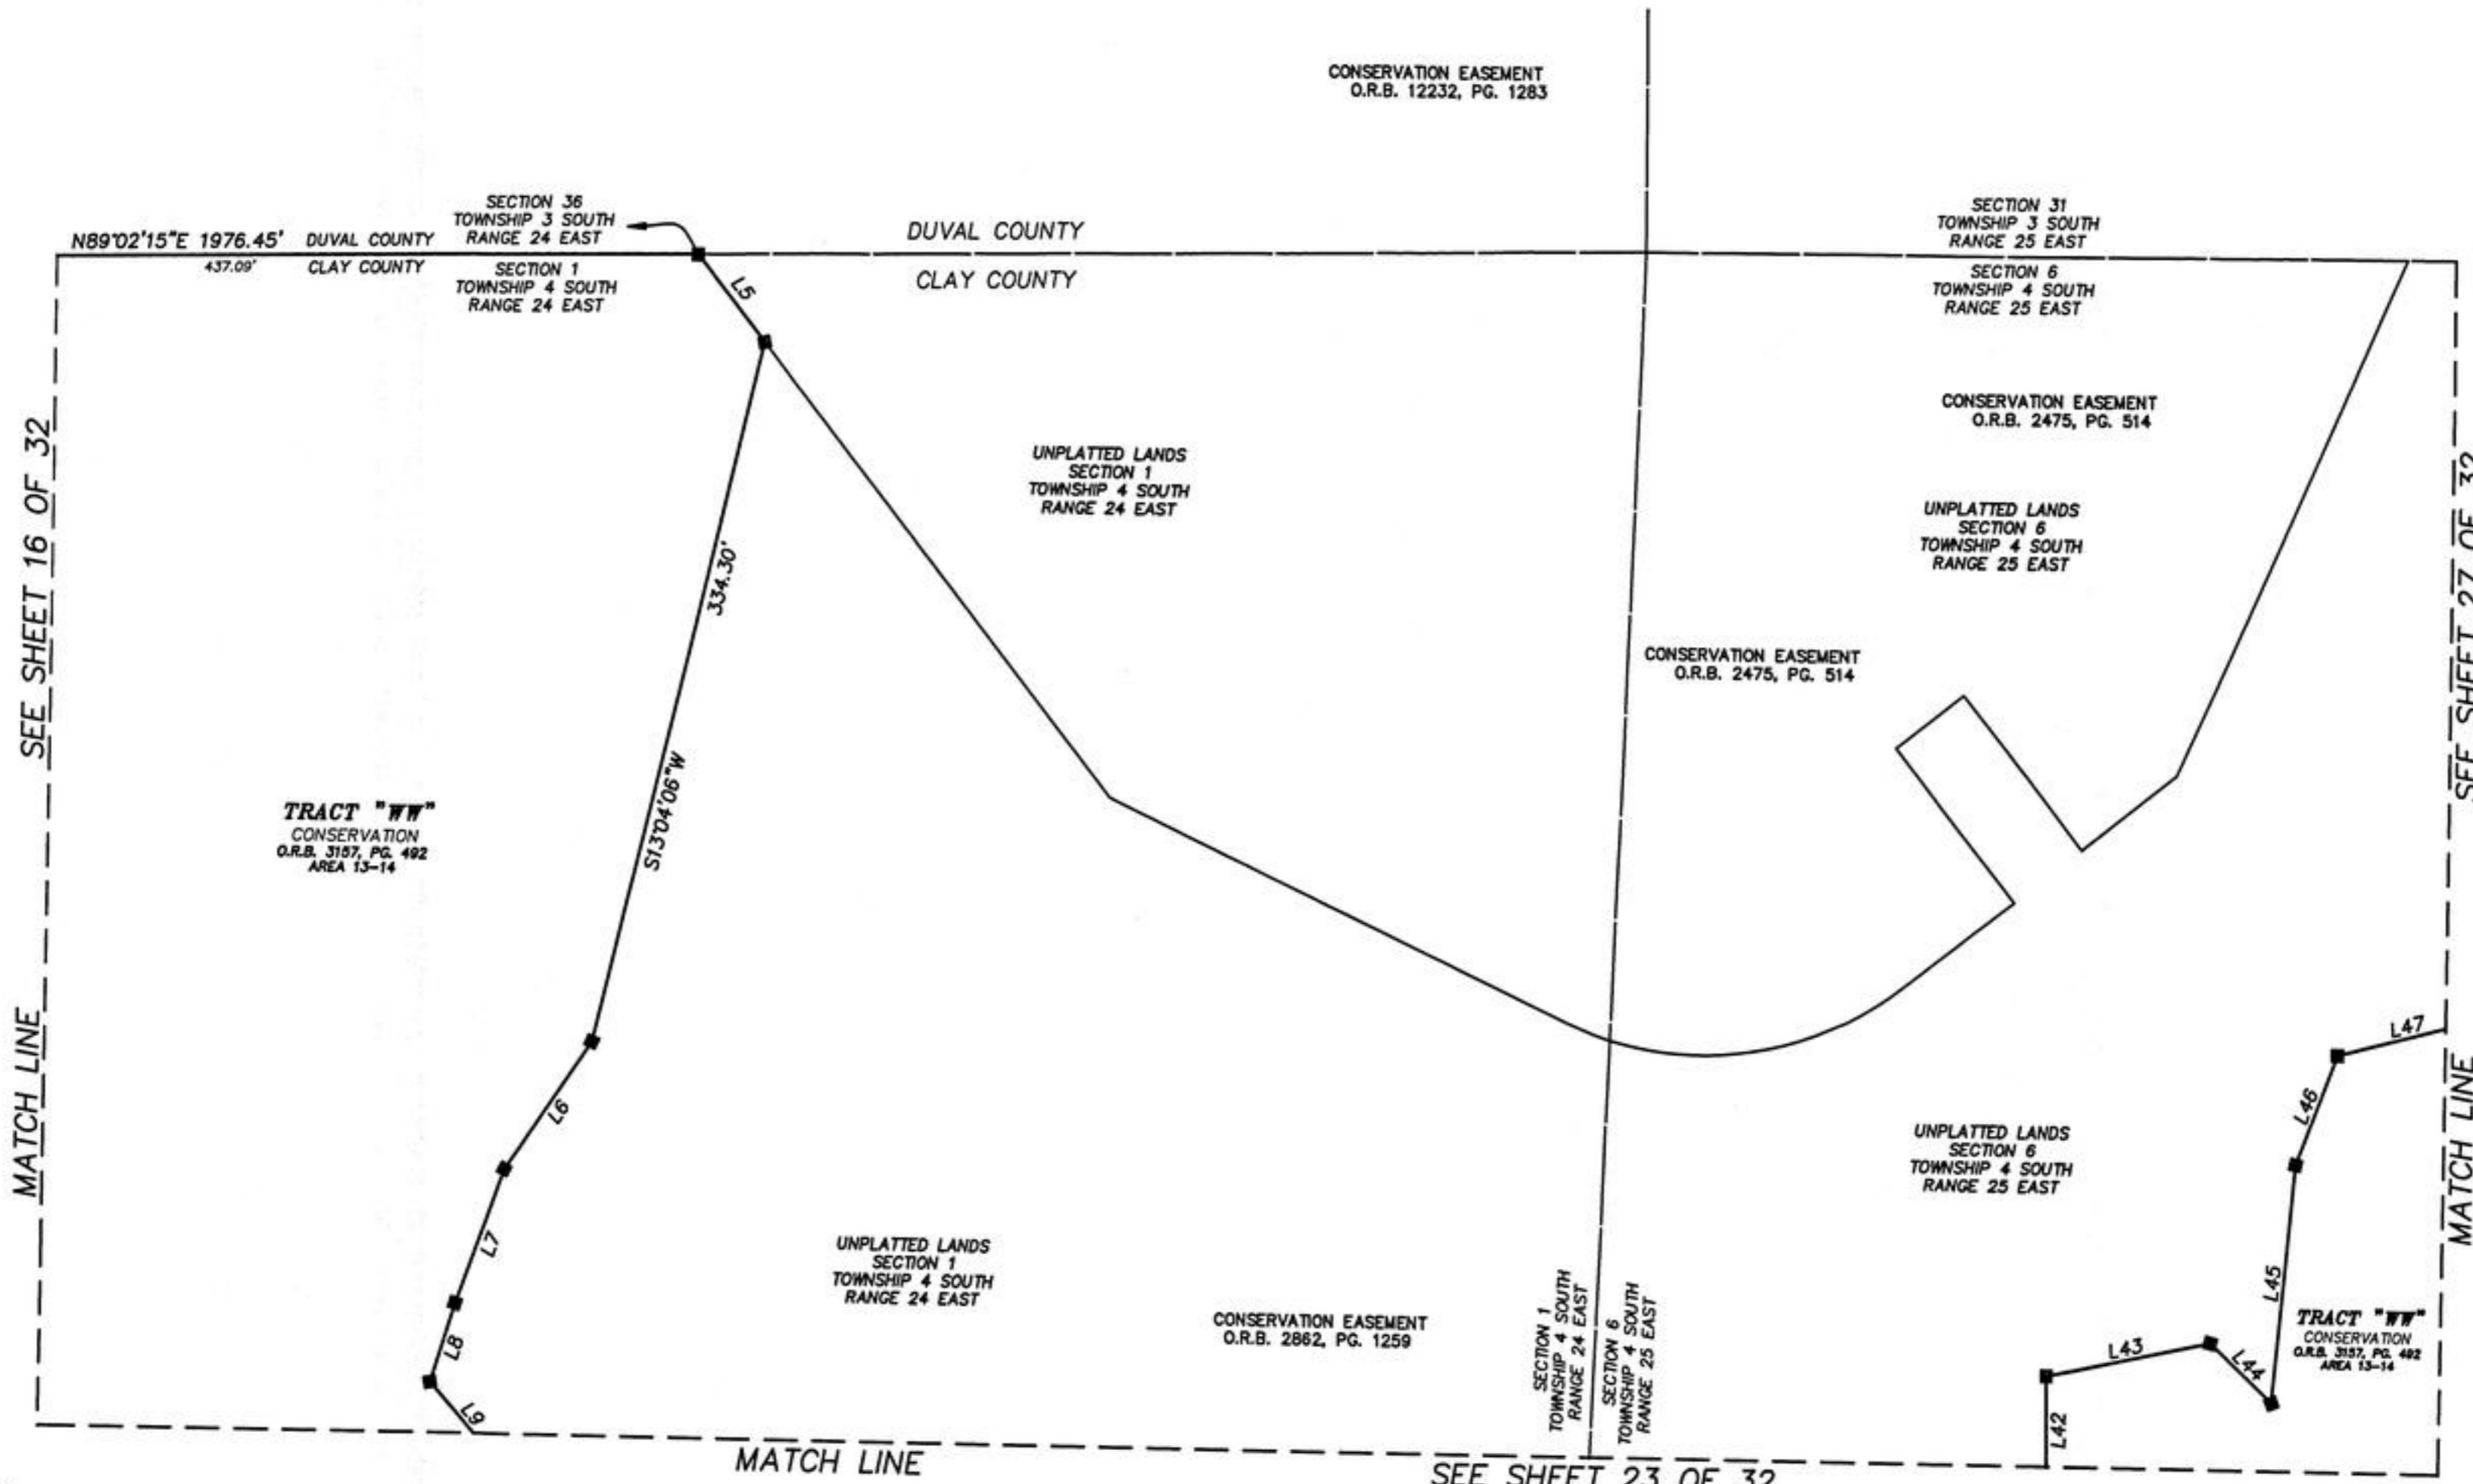 CONSERVATION EASEMENT
O.R.B. 12232, PG. 1283
SECTION 36
TOWNSHIP 3 SOUTH
RANGE 24 EAST
N89°02'15"E 1976.45'
DUVAL COUNTY
437.09'
CLAY COUNTY
SECTION 1
TOWNSHIP 4 SOUTH
RANGE 24 EAST
DUVAL COUNTY
CLAY COUNTY
SECTION 31
TOWNSHIP 3 SOUTH
RANGE 25 EAST
SECTION 6
TOWNSHIP 4 SOUTH
RANGE 25 EAST
L5
CONSERVATION EASEMENT
O.R.B. 2475, PG. 514
UNPLATTED LANDS
SECTION 1
TOWNSHIP 4 SOUTH
RANGE 24 EAST
UNPLATTED LANDS
SECTION 6
TOWNSHIP 4 SOUTH
RANGE 25 EAST
SEE SHEET 16 OF 32
SEE SHEET 27 OF 32
334.30'
S13°04'06"W
CONSERVATION EASEMENT
O.R.B. 2475, PG. 514
TRACT "WW"
CONSERVATION
O.R.B. 3157, PG. 492
AREA 13-14
MATCH LINE
MATCH LINE
L47
L46
L6
L7
L8
L9
UNPLATTED LANDS
SECTION 6
TOWNSHIP 4 SOUTH
RANGE 25 EAST
UNPLATTED LANDS
SECTION 1
TOWNSHIP 4 SOUTH
RANGE 24 EAST
CONSERVATION EASEMENT
O.R.B. 2862, PG. 1259
SECTION 1
TOWNSHIP 4 SOUTH
RANGE 24 EAST
SECTION 6
TOWNSHIP 4 SOUTH
RANGE 25 EAST
L45
TRACT "WW"
CONSERVATION
O.R.B. 3157, PG. 492
AREA 13-14
L43
L44
L42
MATCH LINE
SEE SHEET 23 OF 32